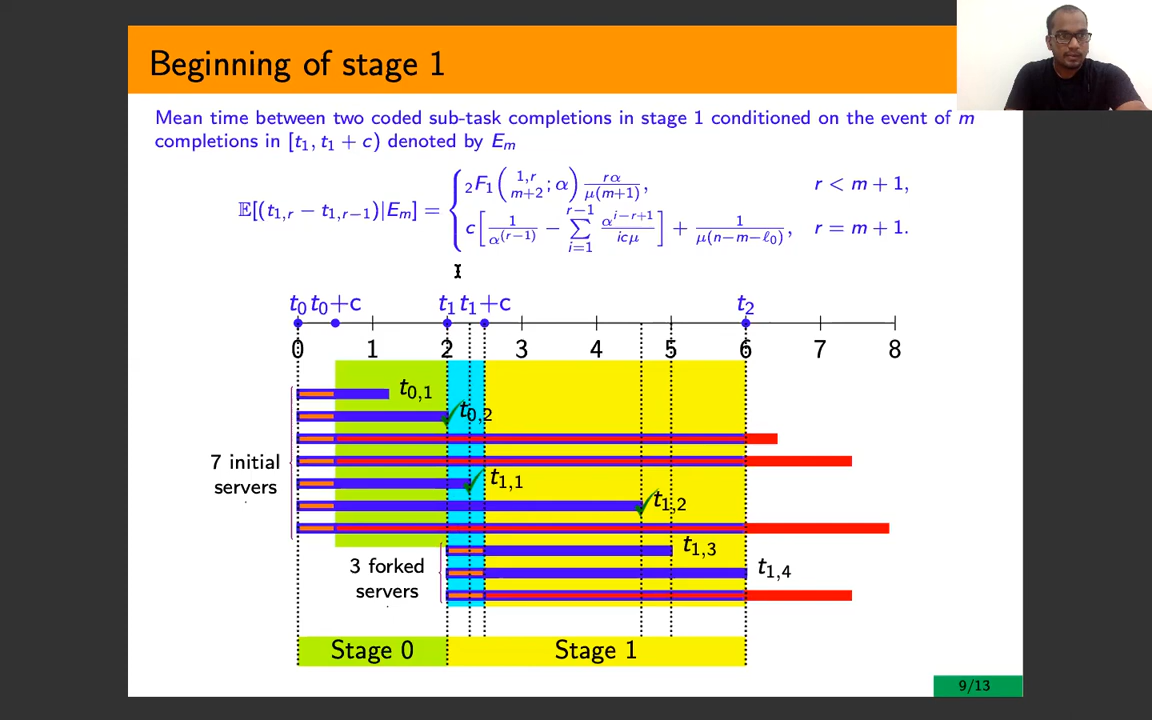 Beginning of stage 1
Mean time between two coded sub-task completions in stage 1 conditioned on the event of m
completions in [t₁, t₁ + c) denoted by Eₘ
𝔼[(t₁,ᵣ − t₁,ᵣ₋₁)|Eₘ] = { ₂F₁(1,r / m+2 ; α) rα / μ(m+1), r < m + 1,
c[1 / α^(r−1) − ∑_{i=1}^{r−1} α^{i−r+1} / icμ] + 1 / μ(n−m−ℓ₀), r = m + 1.
t₀ t₀+c t₁ t₁+c t₂
0 1 2 3 4 5 6 7 8
t₀,₁
t₀,₂
7 initial
servers
t₁,₁
t₁,₂
t₁,₃
3 forked
servers
t₁,₄
Stage 0 Stage 1
9/13